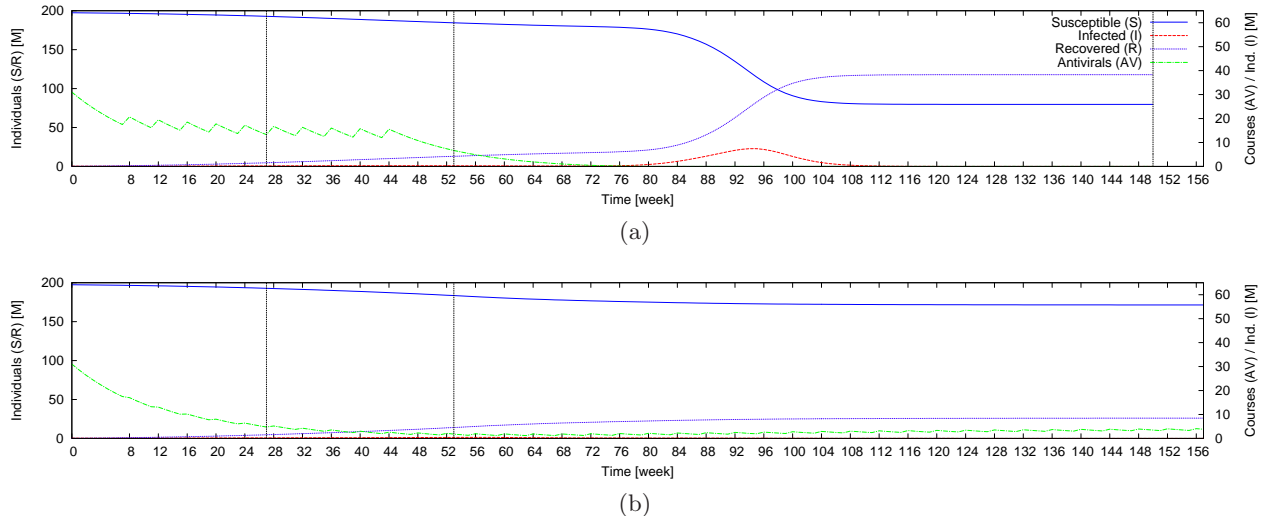 200
150
100
50
0
Individuals (S/R) [M]
60
50
40
30
20
10
0
Courses (AV) / Ind. (I) [M]
Susceptible (S)
Infected (I)
Recovered (R)
Antivirals (AV)
0 4 8 12 16 20 24 28 32 36 40 44 48 52 56 60 64 68 72 76 80 84 88 92 96 100 104 108 112 116 120 124 128 132 136 140 144 148 152 156
Time [week]
(a)
200
150
100
50
0
Individuals (S/R) [M]
60
50
40
30
20
10
0
Courses (AV) / Ind. (I) [M]
0 4 8 12 16 20 24 28 32 36 40 44 48 52 56 60 64 68 72 76 80 84 88 92 96 100 104 108 112 116 120 124 128 132 136 140 144 148 152 156
Time [week]
(b)